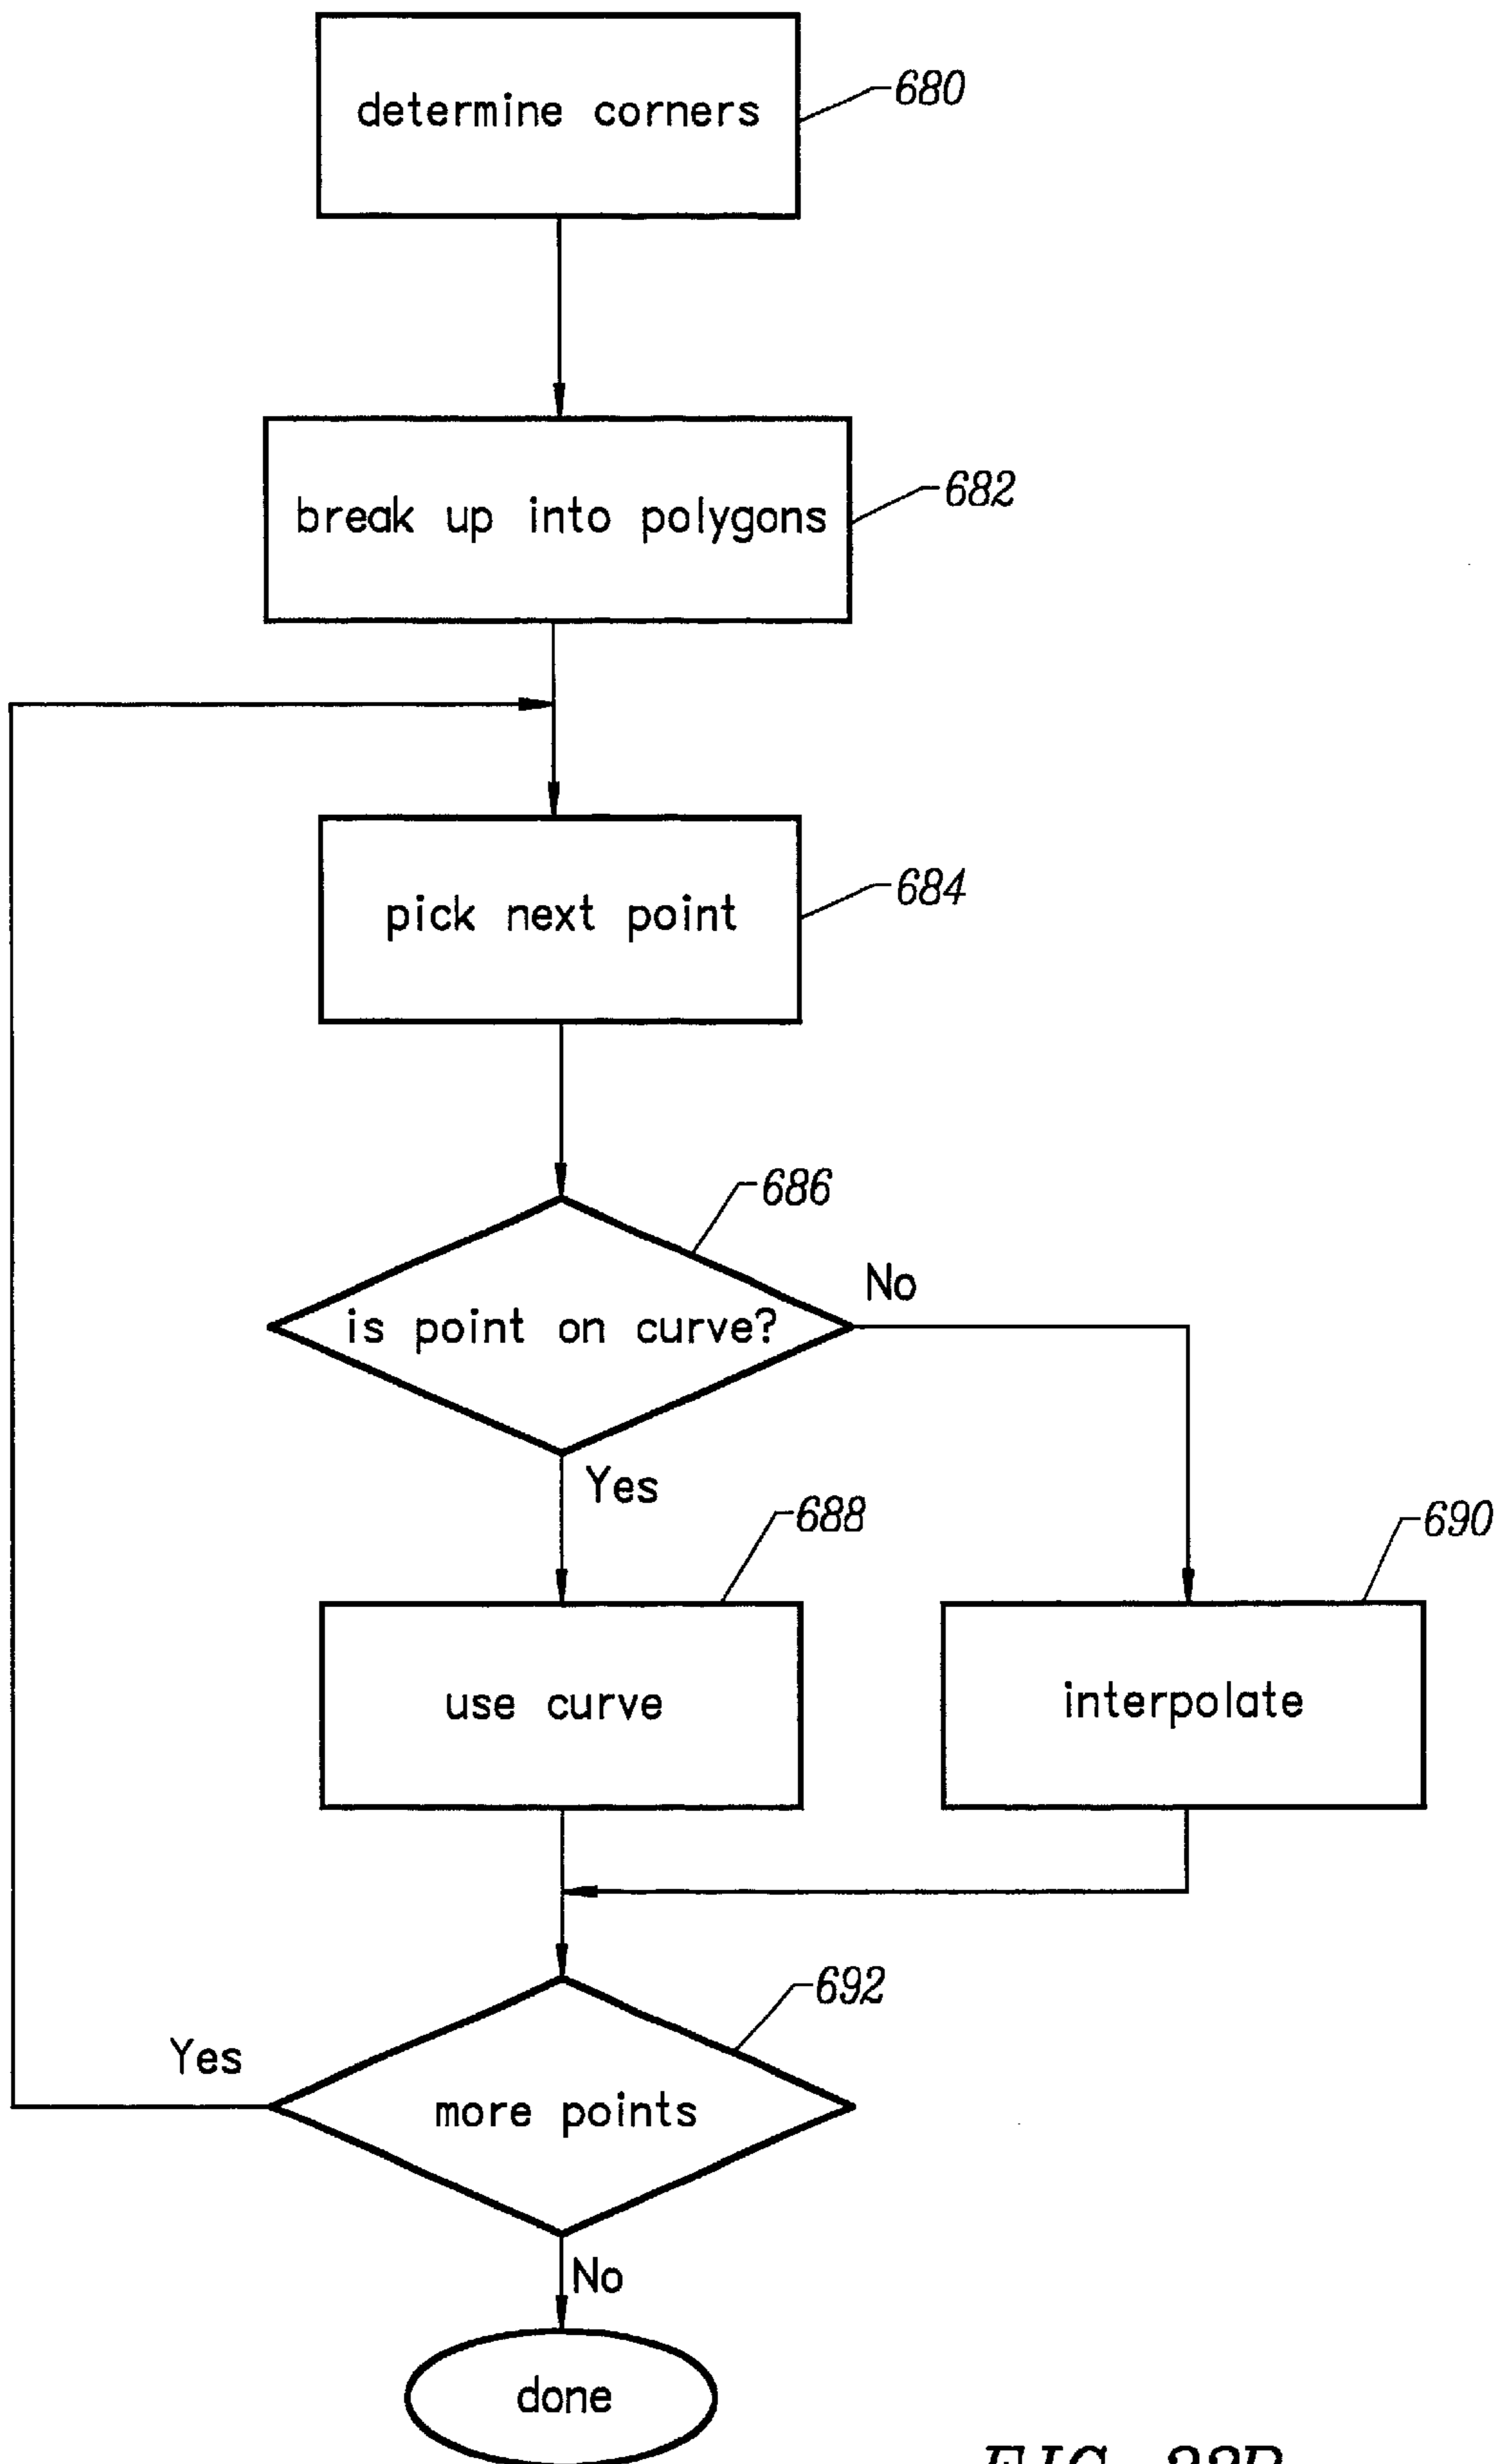 determine corners
680
break up into polygons
682
pick next point
684
686
is point on curve?
No
Yes
688
690
use curve
interpolate
692
Yes
more points
No
done